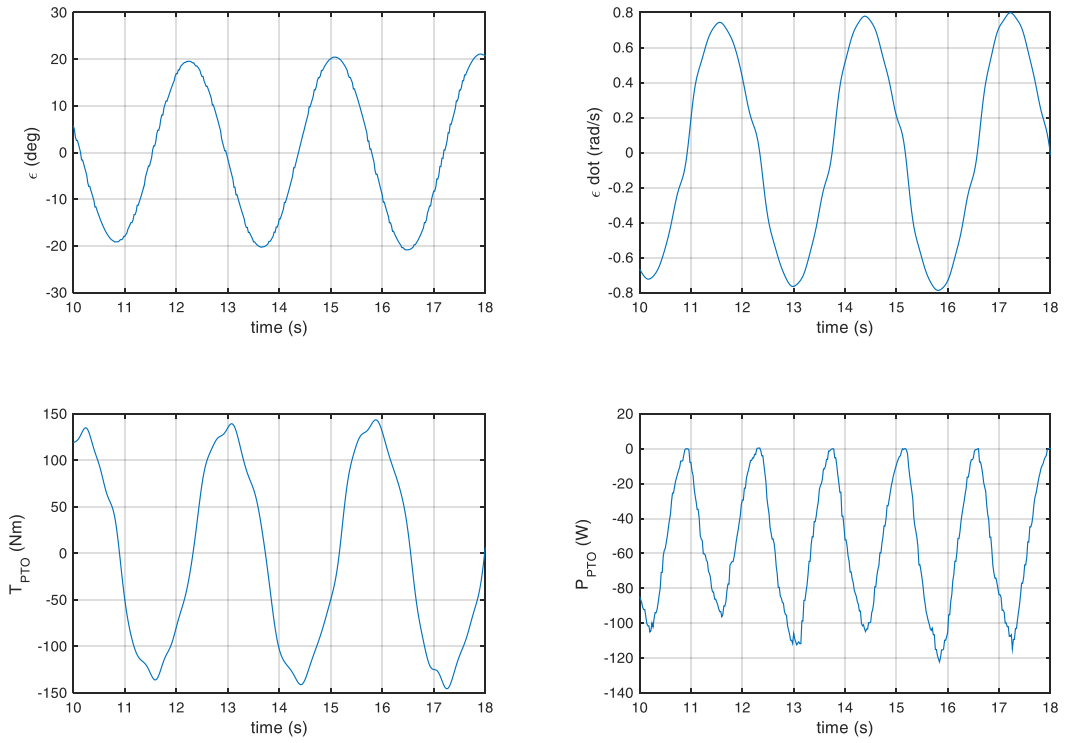 30
20
10
0
-10
-20
-30
10 11 12 13 14 15 16 17 18
time (s)
ϵ (deg)
0.8
0.6
0.4
0.2
0
-0.2
-0.4
-0.6
-0.8
10 11 12 13 14 15 16 17 18
time (s)
ϵ dot (rad/s)
150
100
50
0
-50
-100
-150
10 11 12 13 14 15 16 17 18
time (s)
T_PTO (Nm)
20
0
-20
-40
-60
-80
-100
-120
-140
10 11 12 13 14 15 16 17 18
time (s)
P_PTO (W)